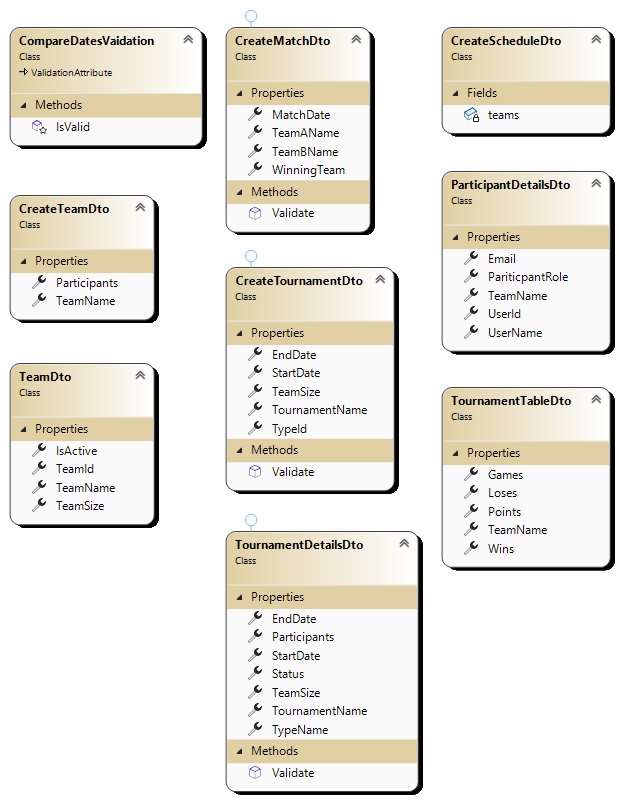 CompareDatesVaidation
Class
ValidationAttribute
Methods
IsValid
CreateTeamDto
Class
Properties
Participants
TeamName
TeamDto
Class
Properties
IsActive
TeamId
TeamName
TeamSize
CreateMatchDto
Class
Properties
MatchDate
TeamAName
TeamBName
WinningTeam
Methods
Validate
CreateTournamentDto
Class
Properties
EndDate
StartDate
TeamSize
TournamentName
TypeId
Methods
Validate
TournamentDetailsDto
Class
Properties
EndDate
Participants
StartDate
Status
TeamSize
TournamentName
TypeName
Methods
Validate
CreateScheduleDto
Class
Fields
teams
ParticipantDetailsDto
Class
Properties
Email
PariticpantRole
TeamName
UserId
UserName
TournamentTableDto
Class
Properties
Games
Loses
Points
TeamName
Wins